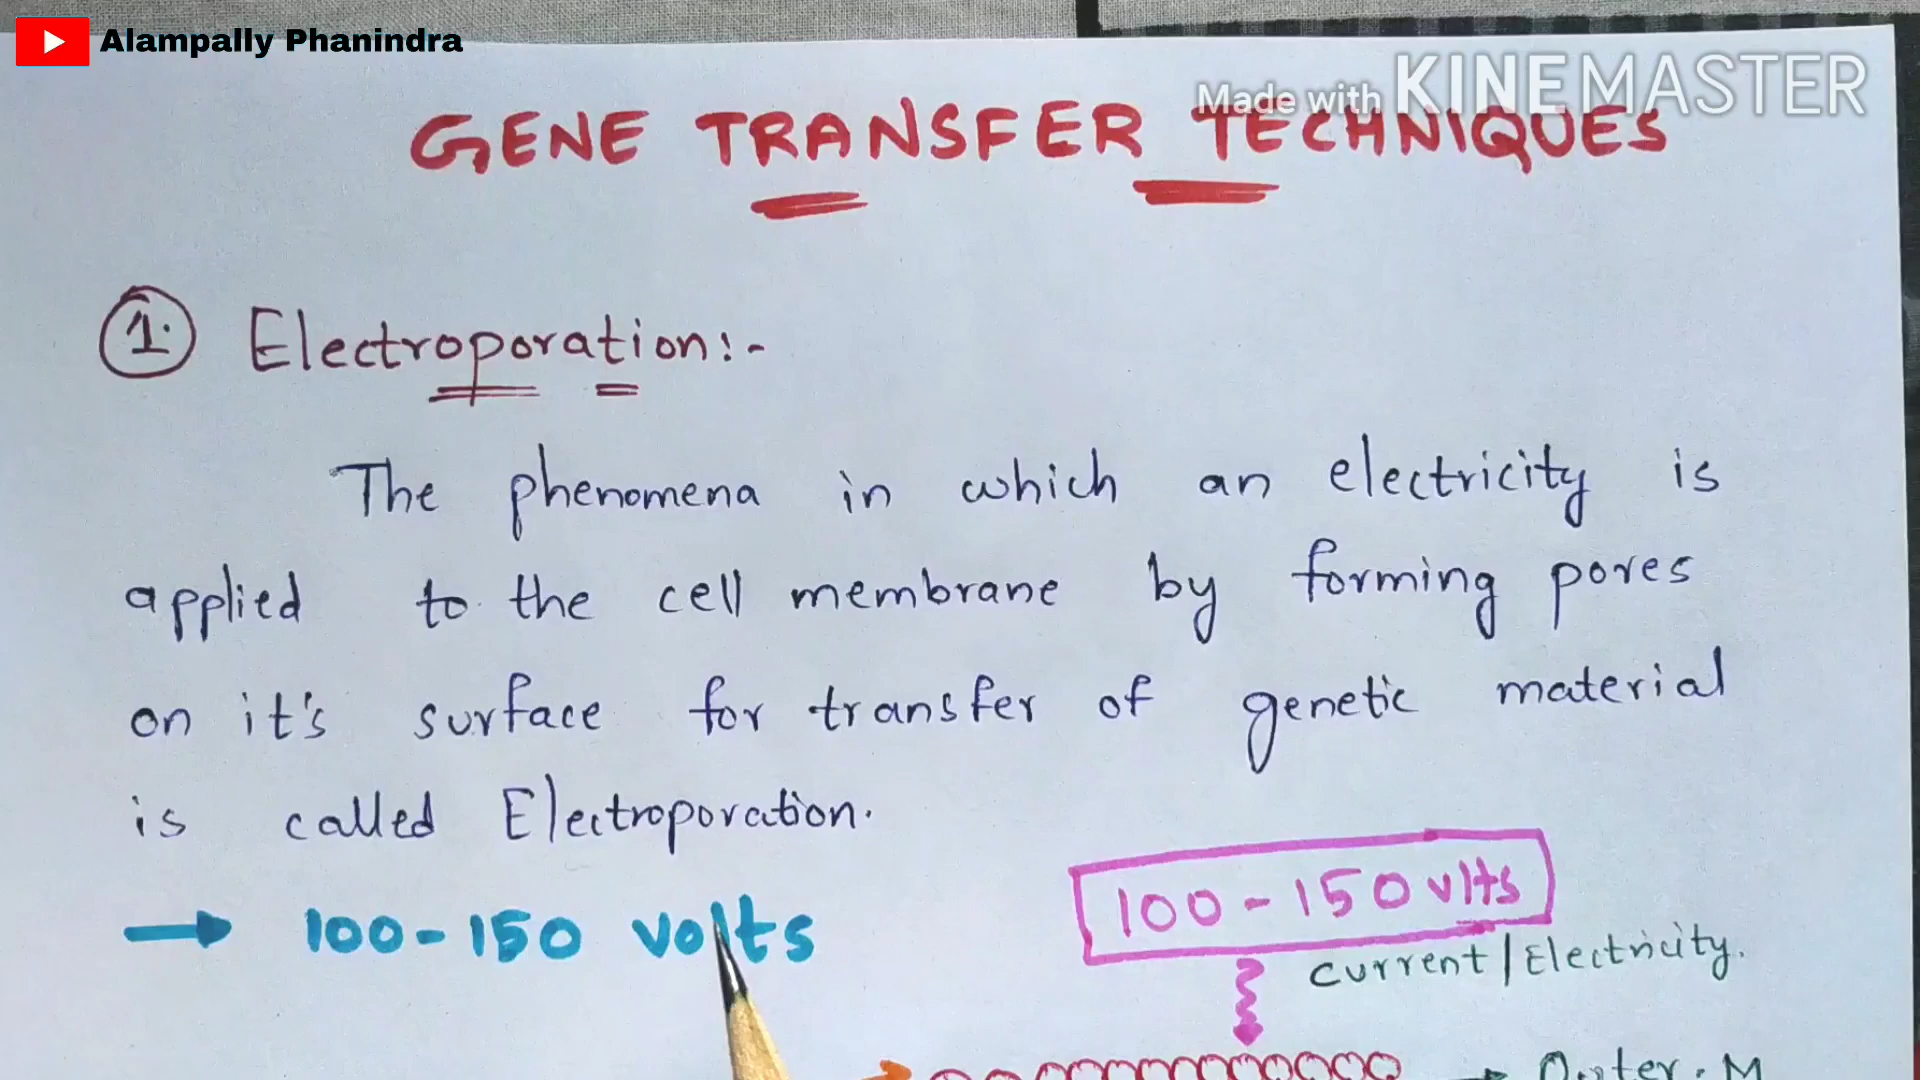 Alampally Phanindra
Made with KINEMASTER
GENE TRANSFER TECHNIQUES
1. Electroporation:-
The phenomena in which an electricity is
applied to the cell membrane by forming pores
on it's surface for transfer of genetic material
is called Electroporation.
→ 100-150 volts
100-150 vlts
current/Electricity.
Outer. M